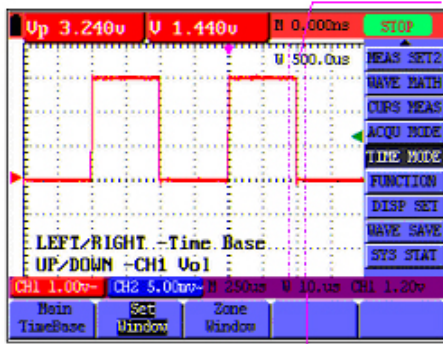 Vp 3.240v V 1.440v M 0.000ns STOP
W 500.0us
MEAS SET2
WAVE MATH
CURS MEAS
ACQU MODE
TIME MODE
FUNCTION
DISP SET
WAVE SAVE
SYS STAT
LEFT/RIGHT -Time Base
UP/DOWN -CH1 Vol
CH1 1.00v~ CH2 5.00mv~ M 250us W 10.us CH1 1.20v
Main TimeBase
Set Window
Zone Window